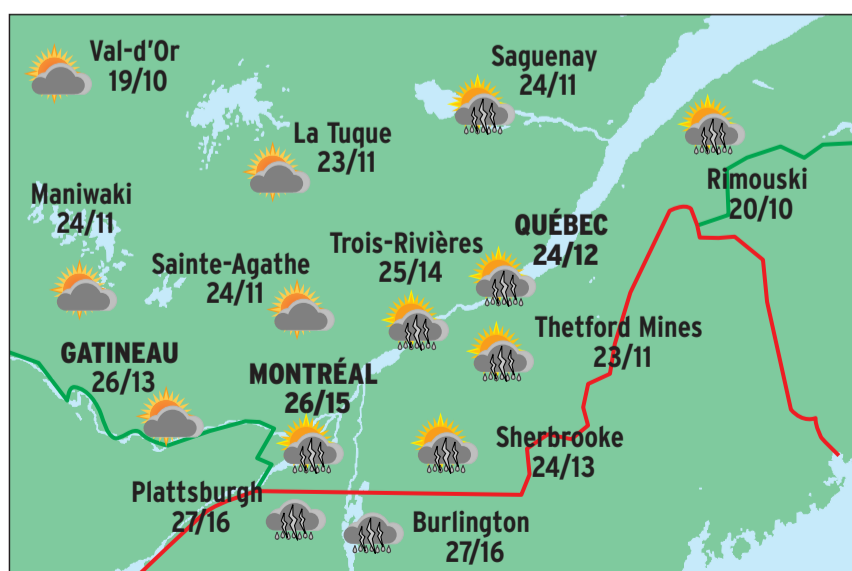 Val-d'Or
19/10
Saguenay
24/11
La Tuque
23/11
Rimouski
20/10
Maniwaki
24/11
QUÉBEC
24/12
Trois-Rivières
25/14
Sainte-Agathe
24/11
Thetford Mines
23/11
GATINEAU
26/13
MONTRÉAL
26/15
Sherbrooke
24/13
Plattsburgh
27/16
Burlington
27/16